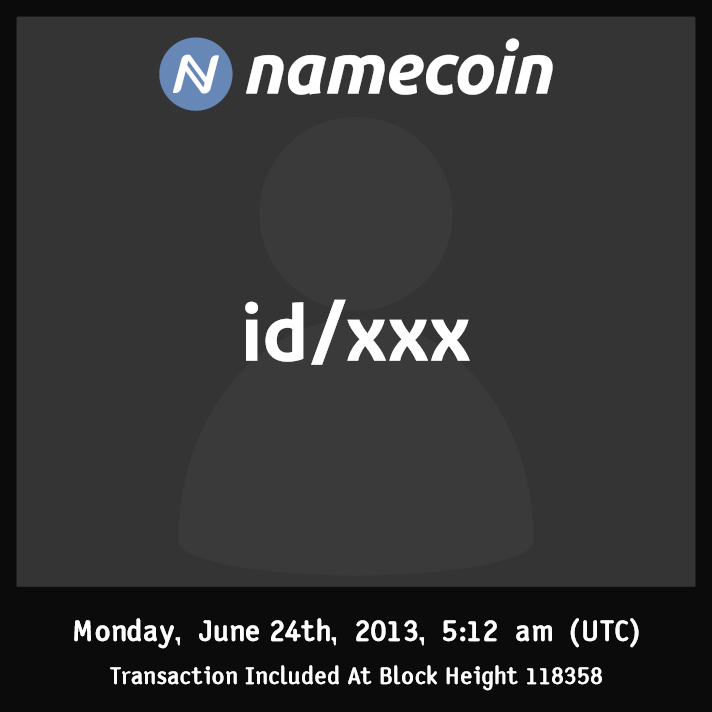 namecoin
id/xxx
Monday, June 24th, 2013, 5:12 am (UTC)
Transaction Included At Block Height 118358